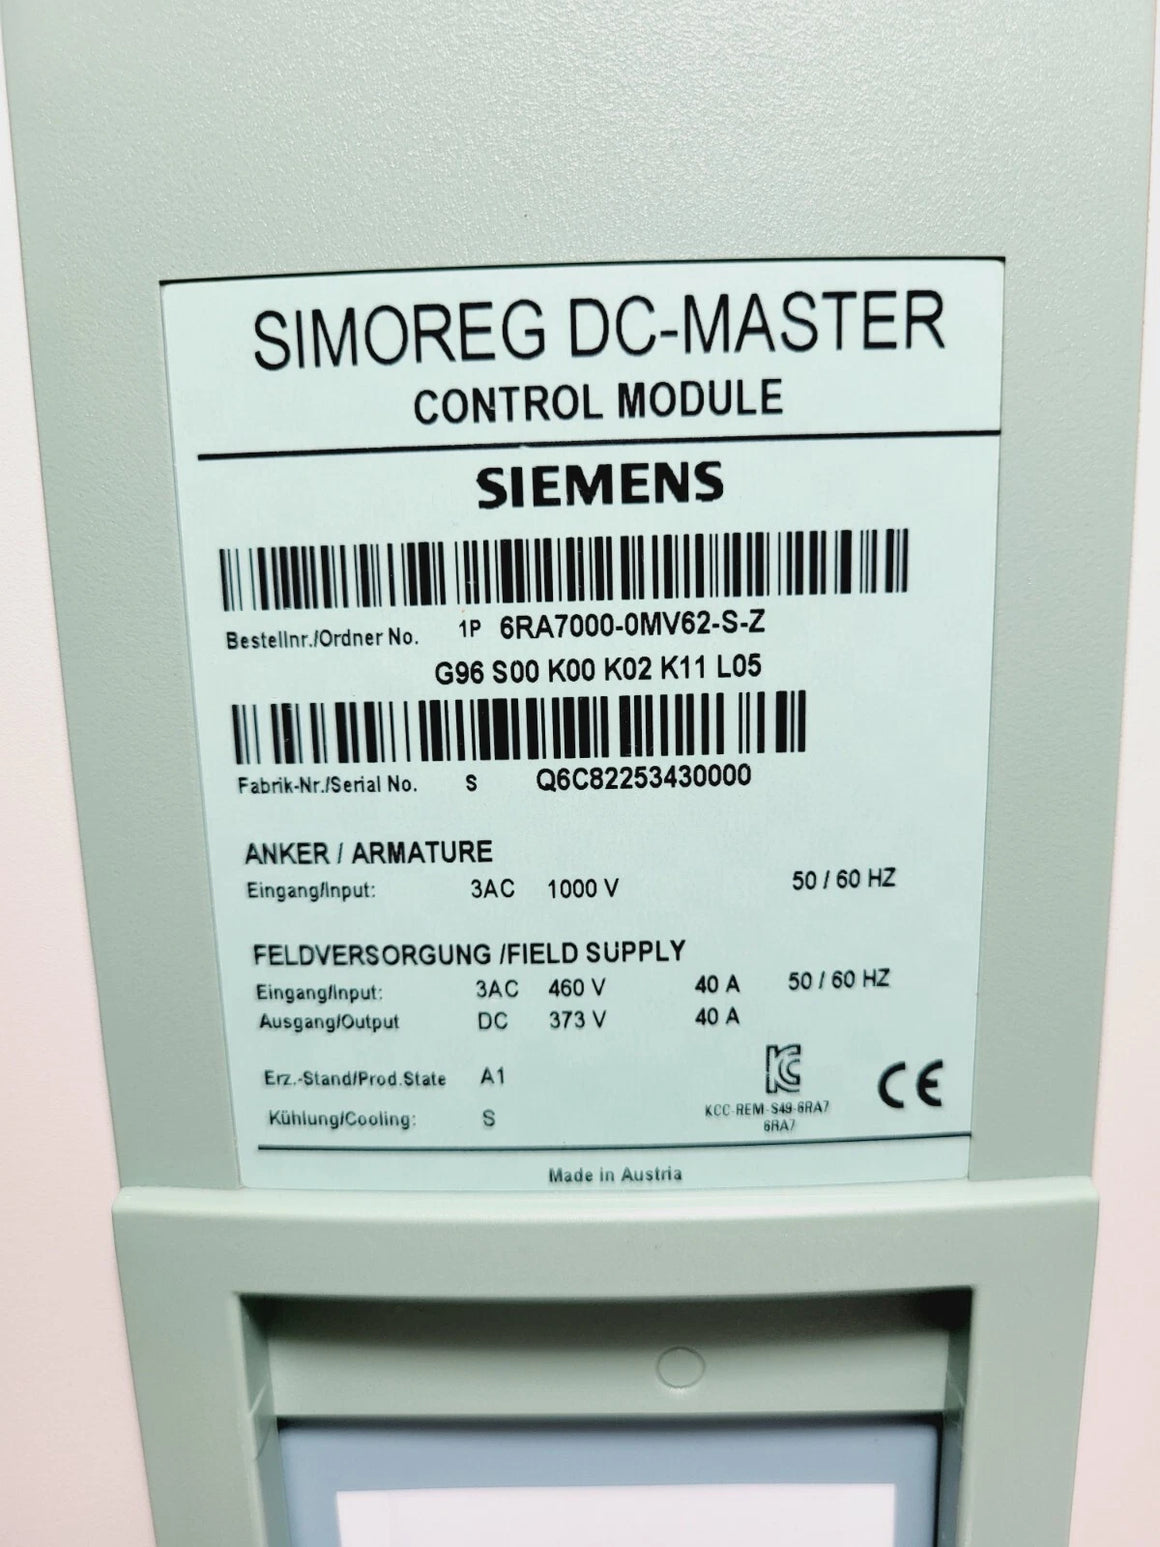 SIMOREG DC-MASTER
CONTROL MODULE
SIEMENS
Bestellnr./Ordner No. 1P 6RA7000-0MV62-S-Z
G96 S00 K00 K02 K11 L05
Fabrik-Nr./Serial No. S Q6C82253430000
ANKER / ARMATURE
Eingang/Input: 3AC 1000 V 50 / 60 HZ
FELDVERSORGUNG /FIELD SUPPLY
Eingang/Input: 3AC 460 V 40 A 50 / 60 HZ
Ausgang/Output DC 373 V 40 A
Erz.-Stand/Prod.State A1
Kühlung/Cooling: S
KCC-REM-S49-6RA7
6RA7
CE
Made in Austria